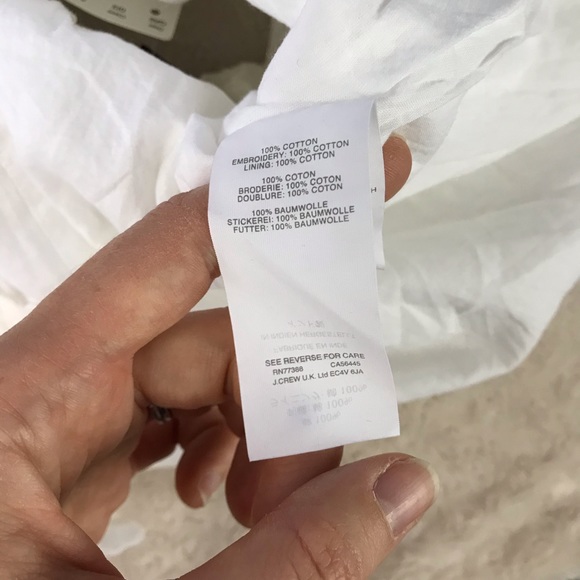 100% COTTON
EMBROIDERY: 100% COTTON
LINING: 100% COTTON
100% COTON
BRODERIE: 100% COTON
DOUBLURE: 100% COTON
100% BAUMWOLLE
STICKEREI: 100% BAUMWOLLE
FUTTER: 100% BAUMWOLLE
H
SEE REVERSE FOR CARE
RN77388 CA56445
J.CREW U.K. Ltd EC4V 6JA